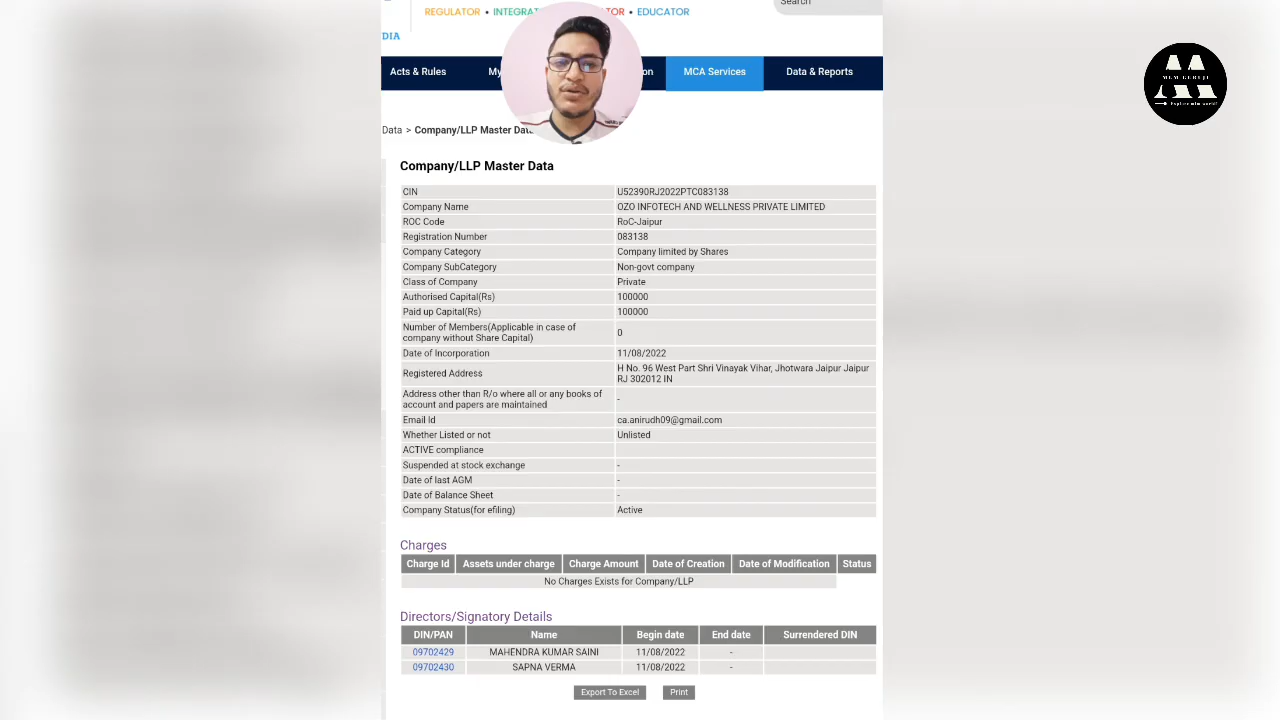 REGULATOR • INTEGRAT TOR • EDUCATOR
Search
DIA
Acts & Rules My on MCA Services Data & Reports
Data > Company/LLP Master Data
MLM GURUJI
Explore mlm world!
Company/LLP Master Data
CIN U52390RJ2022PTC083138
Company Name OZO INFOTECH AND WELLNESS PRIVATE LIMITED
ROC Code RoC-Jaipur
Registration Number 083138
Company Category Company limited by Shares
Company SubCategory Non-govt company
Class of Company Private
Authorised Capital(Rs) 100000
Paid up Capital(Rs) 100000
Number of Members(Applicable in case of
company without Share Capital) 0
Date of Incorporation 11/08/2022
Registered Address H No. 96 West Part Shri Vinayak Vihar, Jhotwara Jaipur Jaipur
RJ 302012 IN
Address other than R/o where all or any books of
account and papers are maintained -
Email Id ca.anirudh09@gmail.com
Whether Listed or not Unlisted
ACTIVE compliance
Suspended at stock exchange -
Date of last AGM -
Date of Balance Sheet -
Company Status(for efiling) Active
Charges
Charge Id Assets under charge Charge Amount Date of Creation Date of Modification Status
No Charges Exists for Company/LLP
Directors/Signatory Details
DIN/PAN Name Begin date End date Surrendered DIN
09702429 MAHENDRA KUMAR SAINI 11/08/2022 -
09702430 SAPNA VERMA 11/08/2022 -
Export To Excel Print